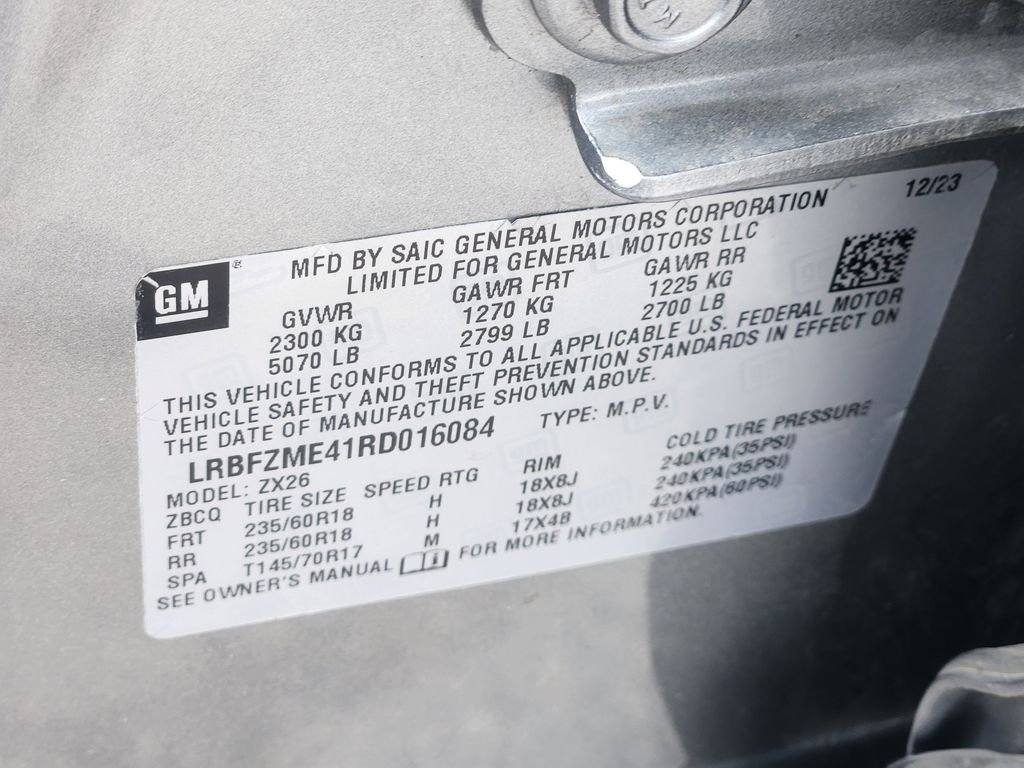 12/23
GM
MFD BY SAIC GENERAL MOTORS CORPORATION
LIMITED FOR GENERAL MOTORS LLC
GVWR GAWR FRT GAWR RR
2300 KG 1270 KG 1225 KG
5070 LB 2799 LB 2700 LB
THIS VEHICLE CONFORMS TO ALL APPLICABLE U.S. FEDERAL MOTOR
VEHICLE SAFETY AND THEFT PREVENTION STANDARDS IN EFFECT ON
THE DATE OF MANUFACTURE SHOWN ABOVE.
LRBFZME41RD016084 TYPE: M.P.V.
MODEL: ZX26
ZBCQ TIRE SIZE SPEED RTG RIM COLD TIRE PRESSURE
FRT 235/60R18 H 18X8J 240KPA(35PSI)
RR 235/60R18 H 18X8J 240KPA(35PSI)
SPA T145/70R17 M 17X4B 420KPA(60PSI)
SEE OWNER'S MANUAL FOR MORE INFORMATION.